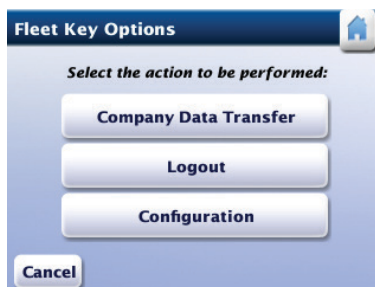 Fleet Key Options
Select the action to be performed:
Company Data Transfer
Logout
Configuration
Cancel